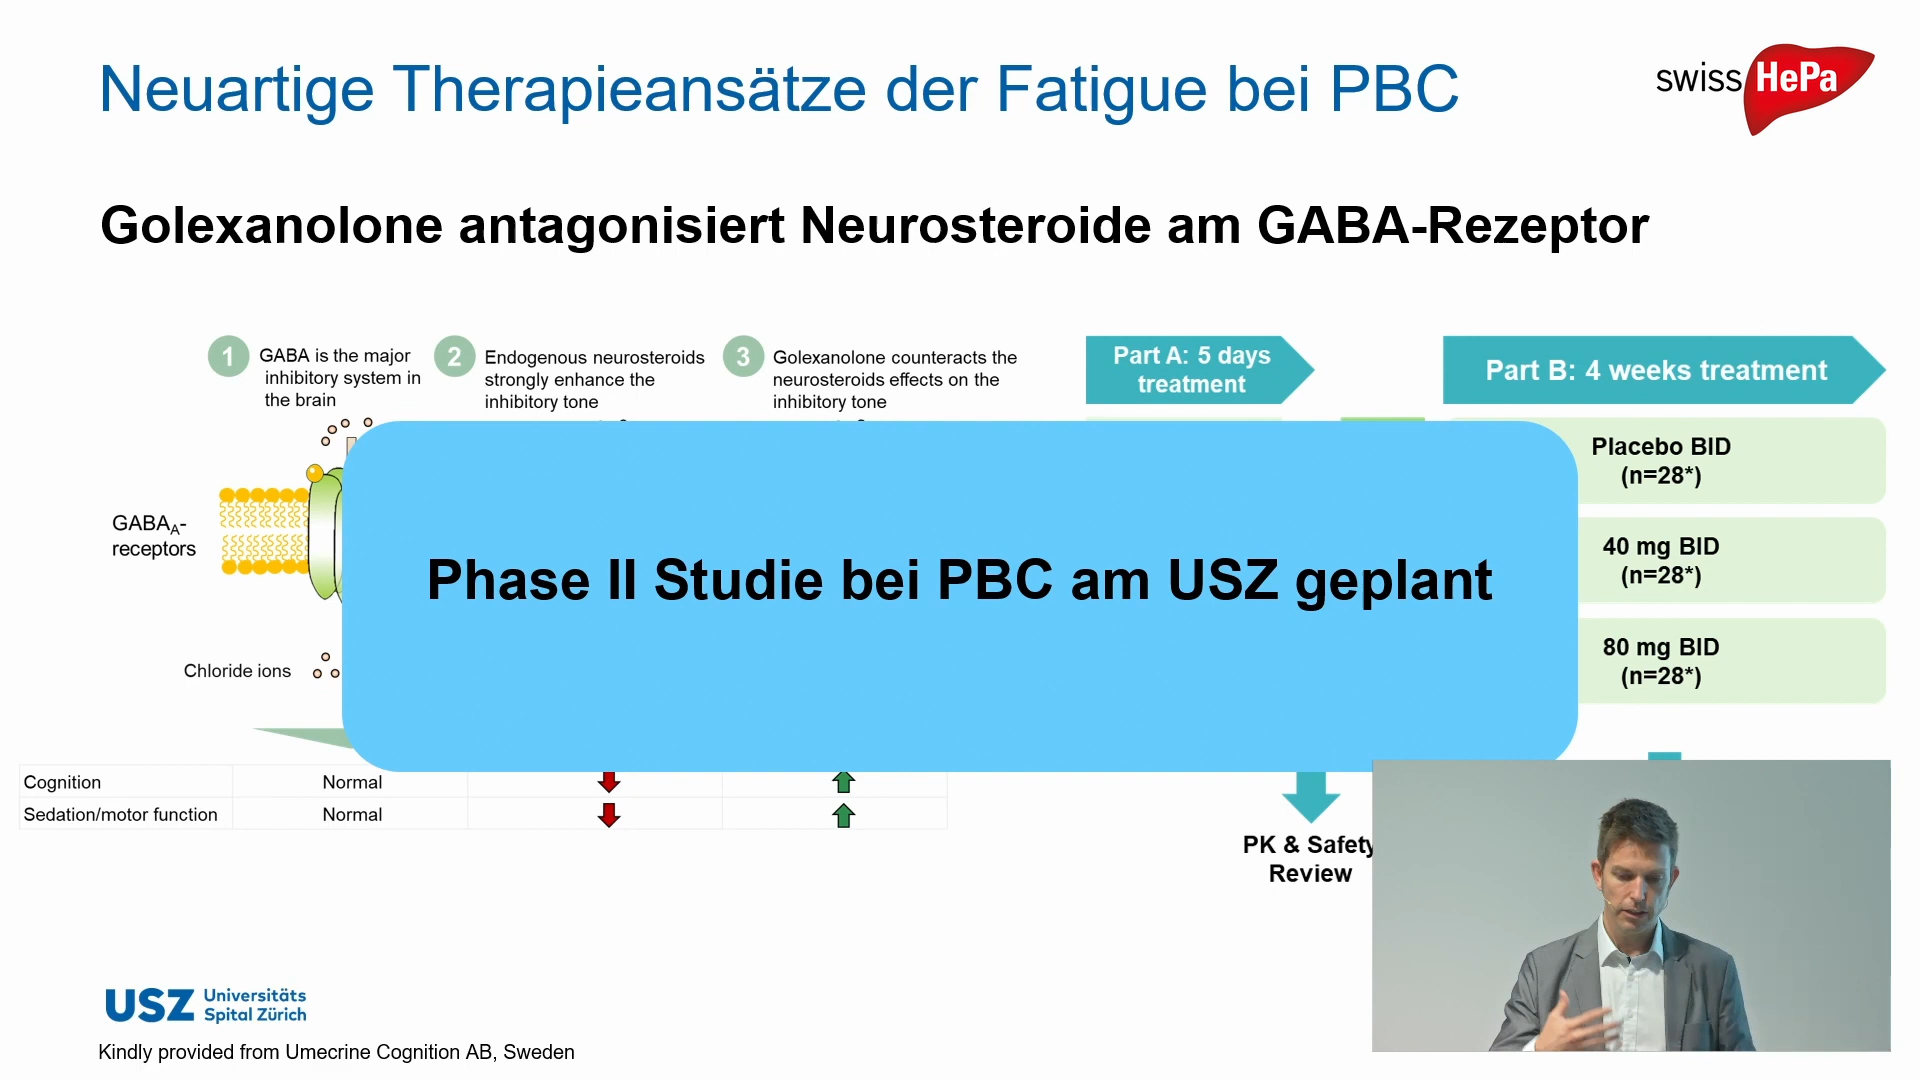 Neuartige Therapieansätze der Fatigue bei PBC
swiss HePa
Golexanolone antagonisiert Neurosteroide am GABA-Rezeptor
1
GABA is the major
inhibitory system in
the brain
2
Endogenous neurosteroids
strongly enhance the
inhibitory tone
3
Golexanolone counteracts the
neurosteroids effects on the
inhibitory tone
Part A: 5 days
treatment
Part B: 4 weeks treatment
Placebo BID
(n=28*)
GABAA-
receptors
40 mg BID
(n=28*)
Phase II Studie bei PBC am USZ geplant
Chloride ions
80 mg BID
(n=28*)
Cognition Normal
Sedation/motor function Normal
PK & Safety
Review
USZ Universitäts
Spital Zürich
Kindly provided from Umecrine Cognition AB, Sweden